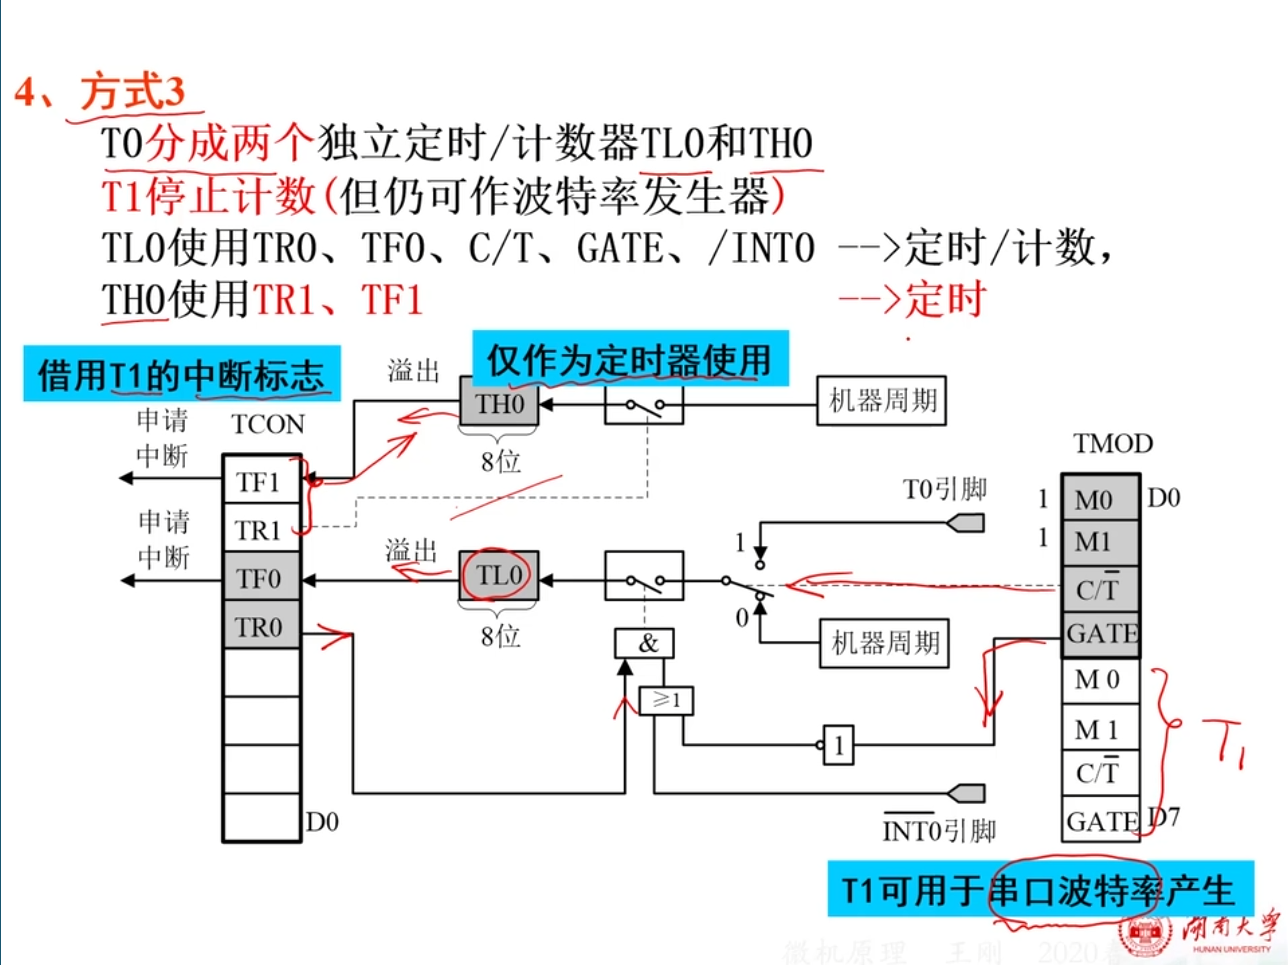 4、方式3
T0分成两个独立定时/计数器TL0和TH0
T1停止计数(但仍可作波特率发生器)
TL0使用TR0、TF0、C/T、GATE、/INT0 -->定时/计数,
TH0使用TR1、TF1 -->定时
借用T1的中断标志
溢出
仅作为定时器使用
申请
中断
TCON
TH0
机器周期
8位
TMOD
TF1
TR1
T0引脚
1
M0
D0
申请
中断
溢出
1
1
M1
TF0
TL0
C/T̅
TR0
8位
0
机器周期
GATE
&
≥1
M 0
1
M 1
T1
C/T̅
D0
I̅N̅T̅0̅引脚
GATE
D7
T1可用于串口波特率产生
湖南大学
HUNAN UNIVERSITY
微机原理 王刚 2020春